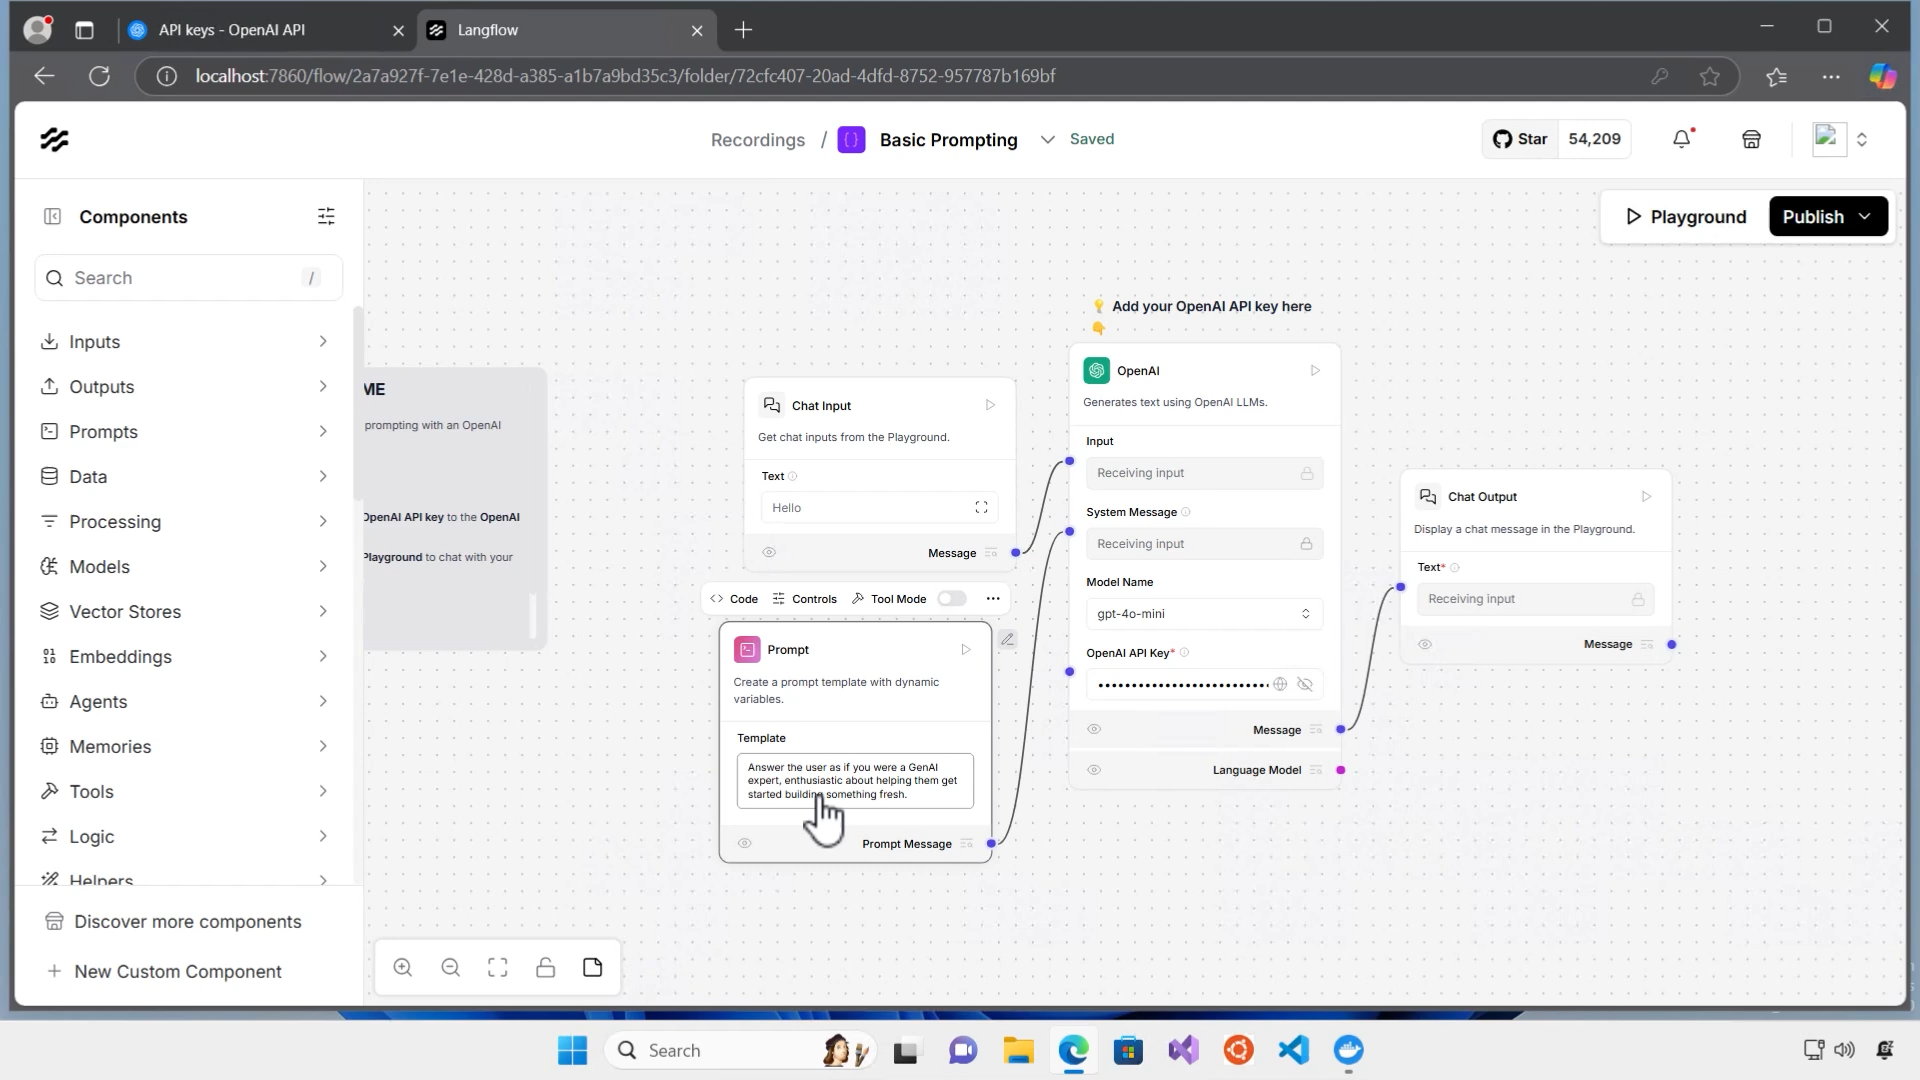 API keys - OpenAI API
Langflow
localhost:7860/flow/2a7a927f-7e1e-428d-a385-a1b7a9bd35c3/folder/72cfc407-20ad-4dfd-8752-957787b169bf
Recordings / Basic Prompting Saved
Star 54,209
Components
Search /
Inputs
Outputs
Prompts
Data
Processing
Models
Vector Stores
Embeddings
Agents
Memories
Tools
Logic
Helpers
Discover more components
New Custom Component
Playground
Publish
ME
prompting with an OpenAI
OpenAI API key to the OpenAI
Playground to chat with your
Chat Input
Get chat inputs from the Playground.
Text
Hello
Message
Code Controls Tool Mode
Prompt
Create a prompt template with dynamic
variables.
Template
Answer the user as if you were a GenAI
expert, enthusiastic about helping them get
started building something fresh.
Prompt Message
Add your OpenAI API key here
OpenAI
Generates text using OpenAI LLMs.
Input
Receiving input
System Message
Receiving input
Model Name
gpt-4o-mini
OpenAI API Key*
Message
Language Model
Chat Output
Display a chat message in the Playground.
Text*
Receiving input
Message
Search